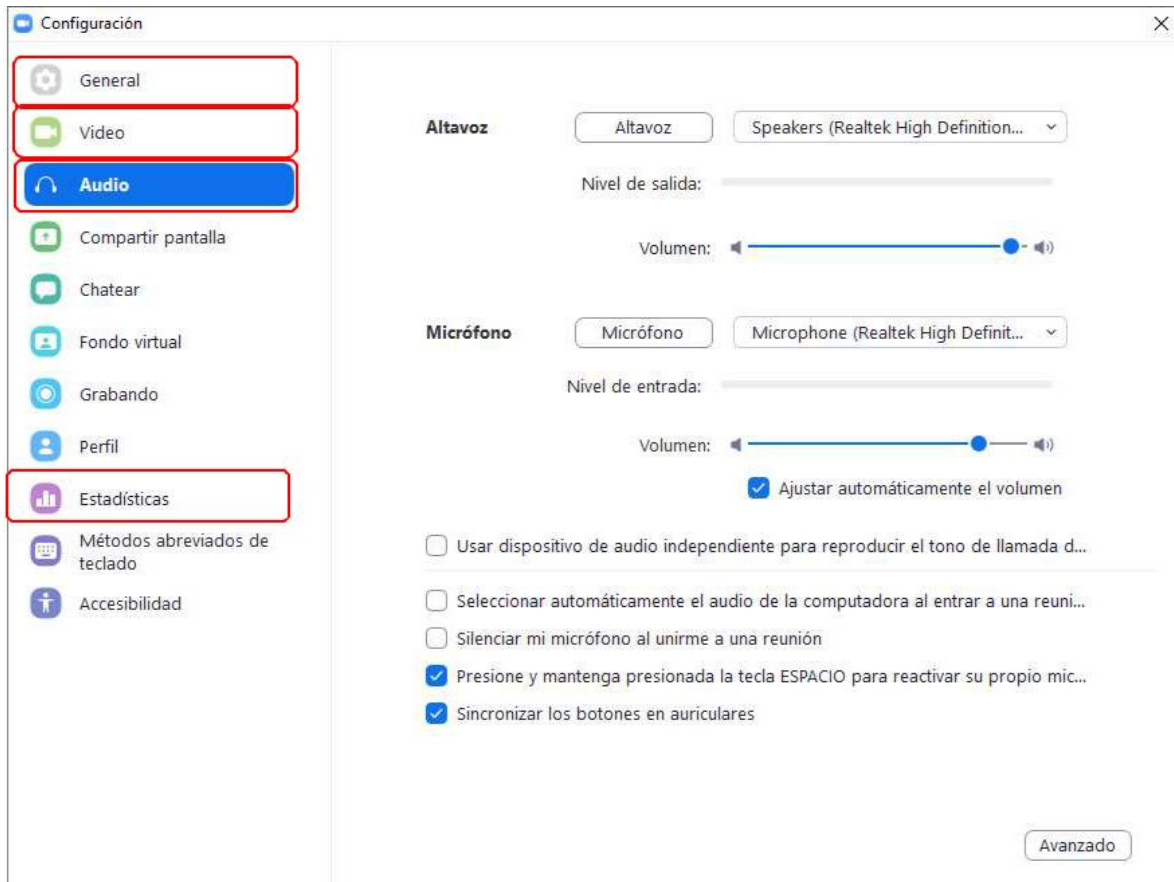 Configuración
General
Video
Audio
Compartir pantalla
Chatear
Fondo virtual
Grabando
Perfil
Estadísticas
Métodos abreviados de
teclado
Accesibilidad
Altavoz Altavoz Speakers (Realtek High Definition...
Nivel de salida:
Volumen:
Micrófono Micrófono Microphone (Realtek High Definit...
Nivel de entrada:
Volumen:
Ajustar automáticamente el volumen
Usar dispositivo de audio independiente para reproducir el tono de llamada d...
Seleccionar automáticamente el audio de la computadora al entrar a una reuni...
Silenciar mi micrófono al unirme a una reunión
Presione y mantenga presionada la tecla ESPACIO para reactivar su propio mic...
Sincronizar los botones en auriculares
Avanzado